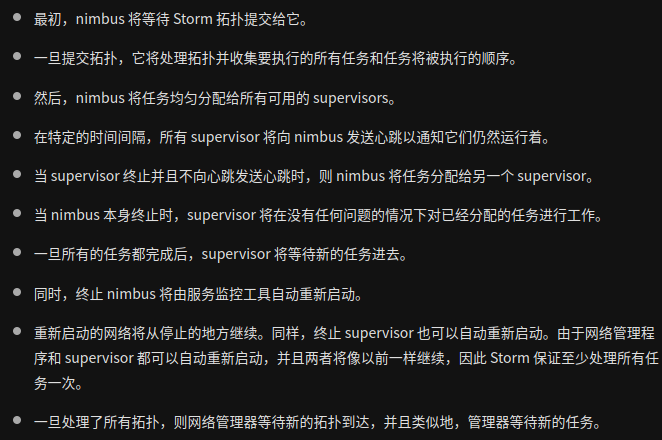 最初，nimbus 将等待 Storm 拓扑提交给它。
一旦提交拓扑，它将处理拓扑并收集要执行的所有任务和任务将被执行的顺序。
然后，nimbus 将任务均匀分配给所有可用的 supervisors。
在特定的时间间隔，所有 supervisor 将向 nimbus 发送心跳以通知它们仍然运行着。
当 supervisor 终止并且不向心跳发送心跳时，则 nimbus 将任务分配给另一个 supervisor。
当 nimbus 本身终止时，supervisor 将在没有任何问题的情况下对已经分配的任务进行工作。
一旦所有的任务都完成后，supervisor 将等待新的任务进去。
同时，终止 nimbus 将由服务监控工具自动重新启动。
重新启动的网络将从停止的地方继续。同样，终止 supervisor 也可以自动重新启动。由于网络管理程
序和 supervisor 都可以自动重新启动，并且两者将像以前一样继续，因此 Storm 保证至少处理所有任
务一次。
一旦处理了所有拓扑，则网络管理器等待新的拓扑到达，并且类似地，管理器等待新的任务。